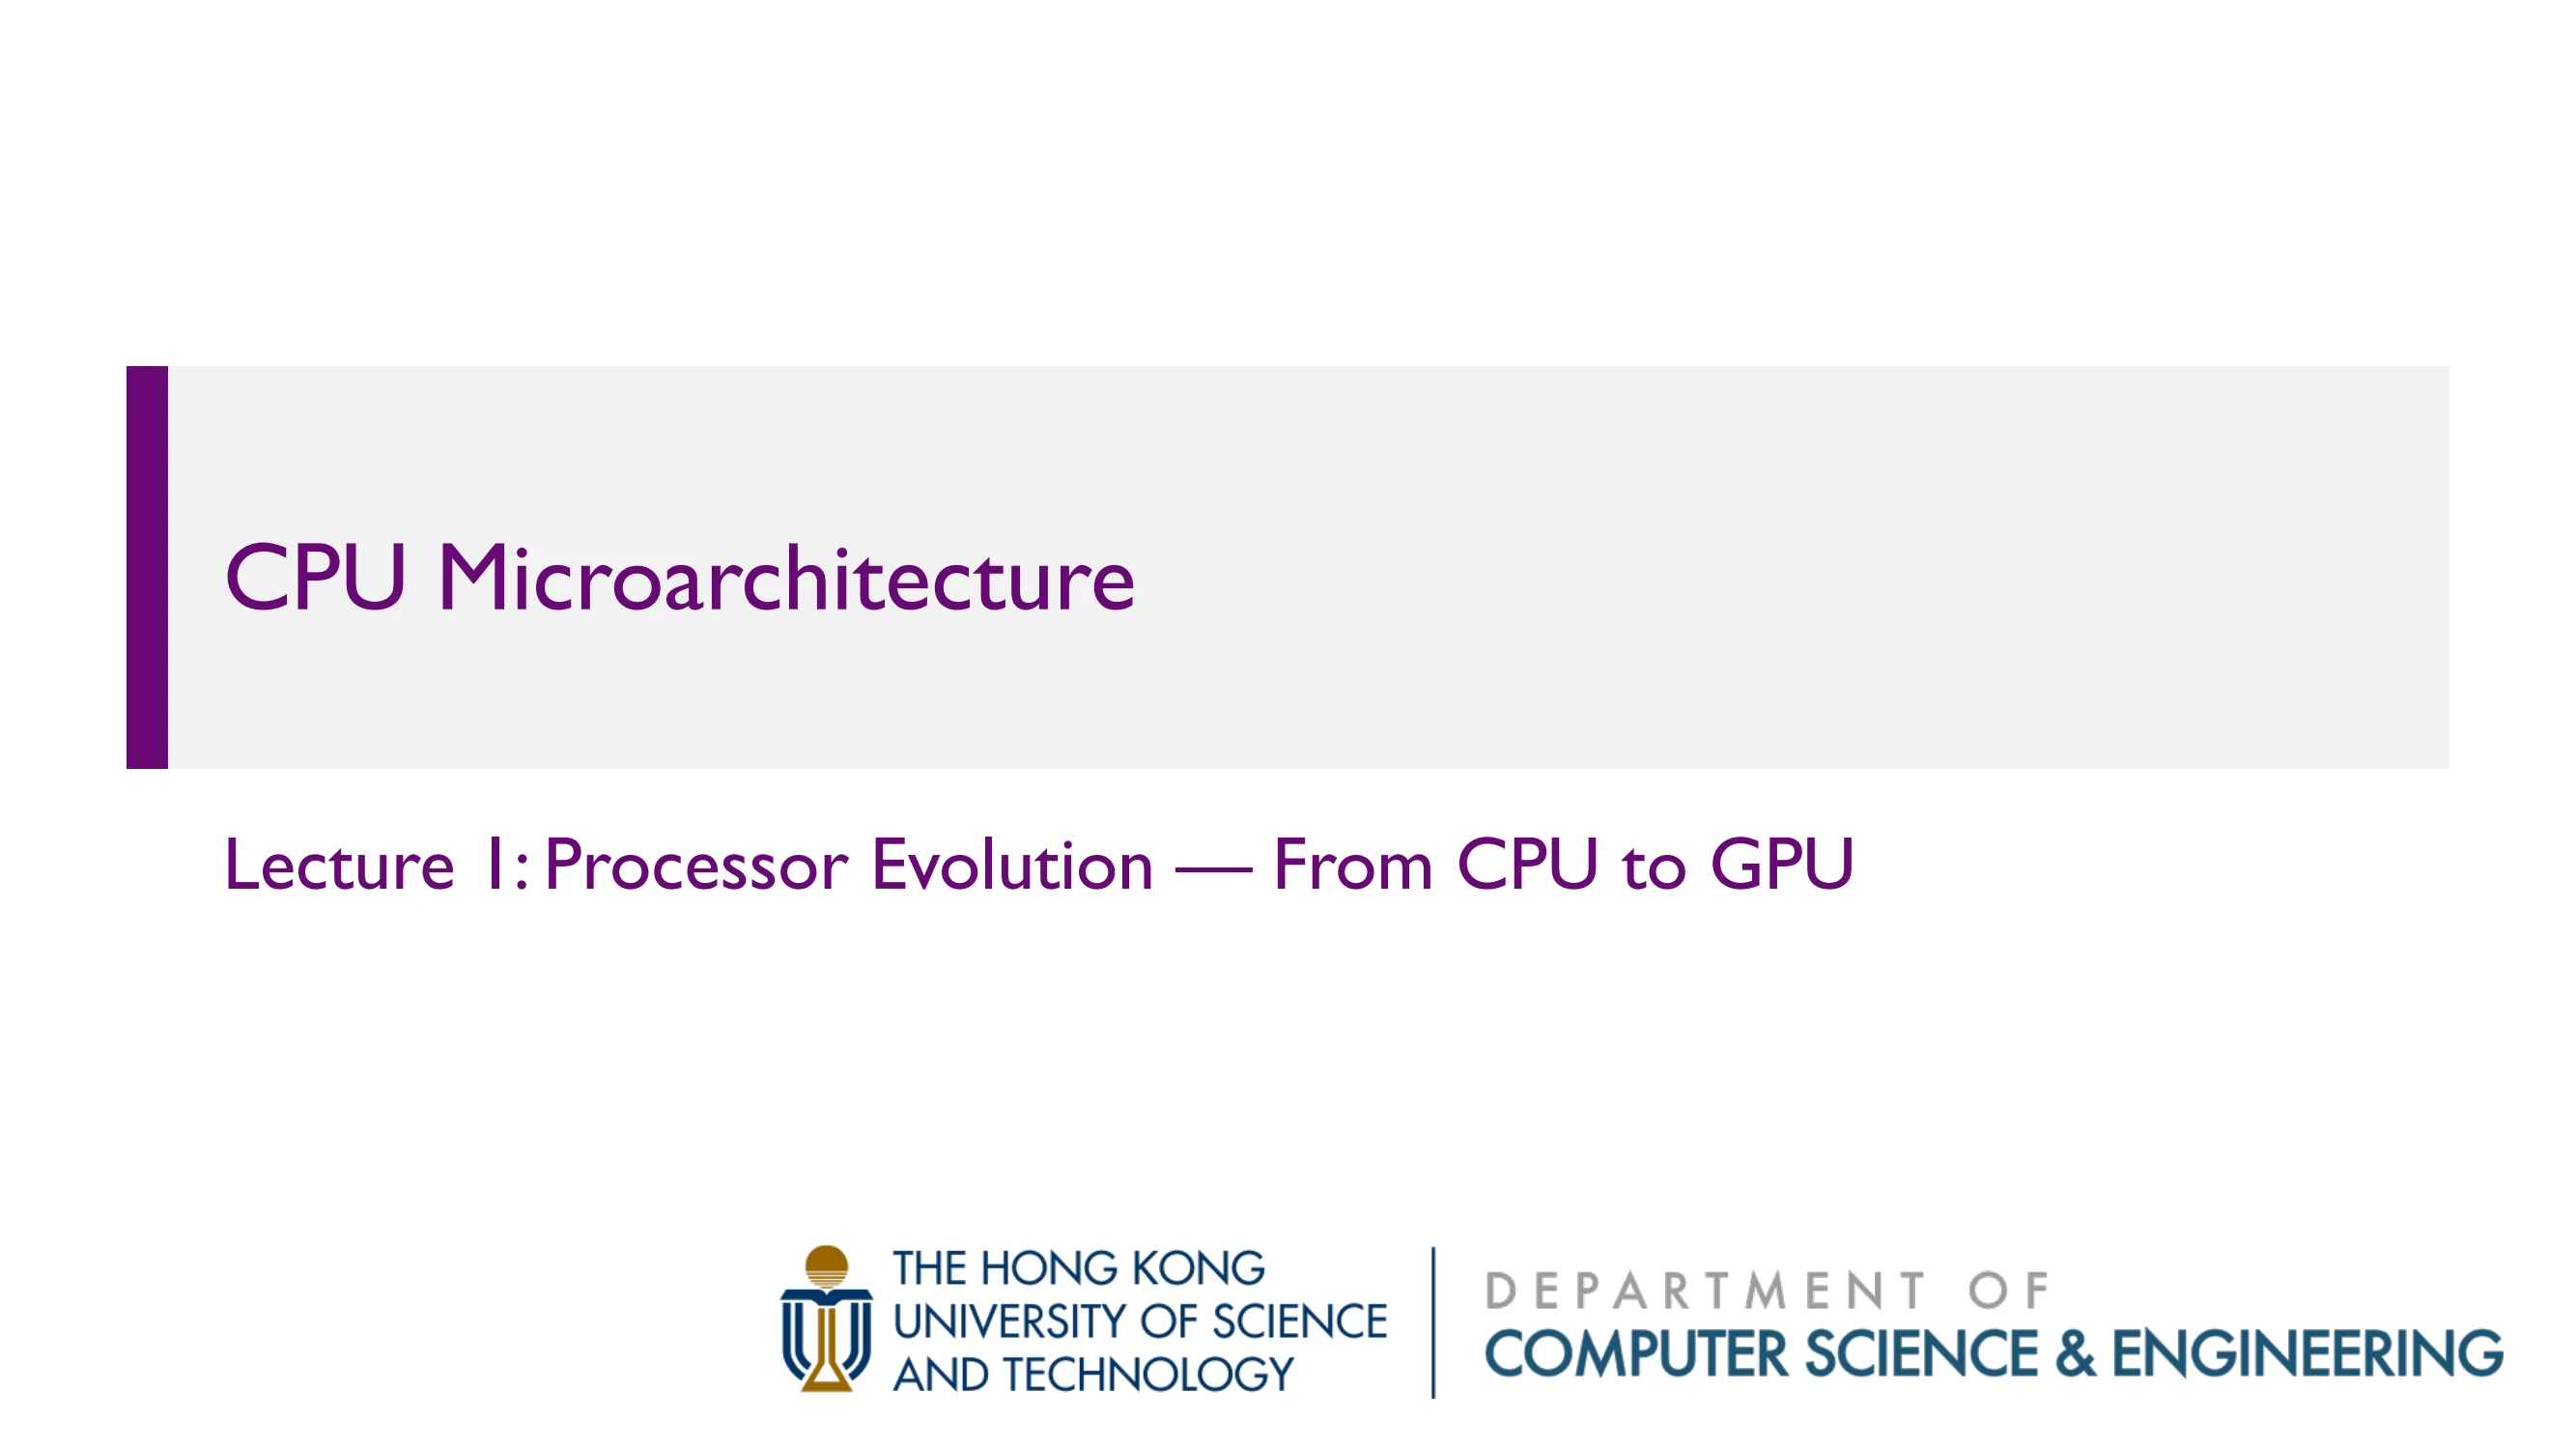 CPU Microarchitecture
Lecture 1: Processor Evolution — From CPU to GPU
THE HONG KONG
UNIVERSITY OF SCIENCE
AND TECHNOLOGY
DEPARTMENT OF
COMPUTER SCIENCE & ENGINEERING